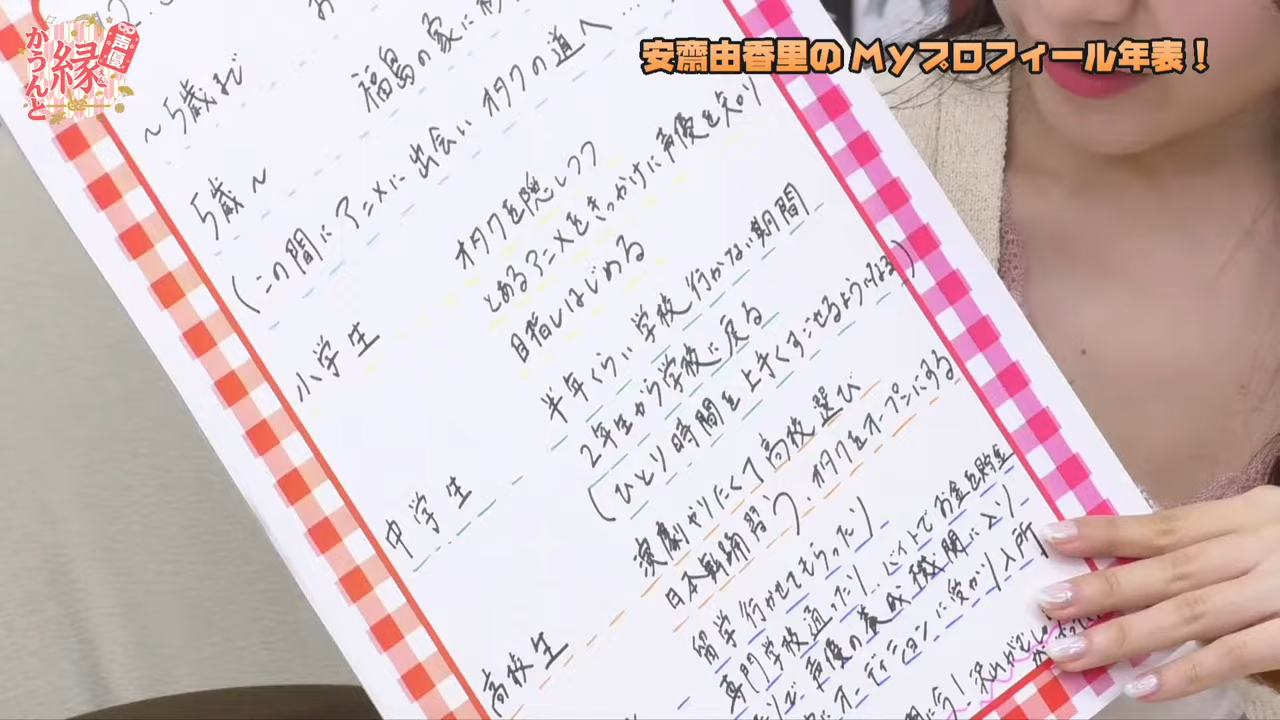 声優
縁
かうんと
安齋由香里のMyプロフィール年表！
〜5歳まで
福島の家に
5歳〜
(この間にアニメに出会い オタクの道へ……
小学生
オタクを隠しつつ
とあるアニメをきっかけに声優を知り
目指しはじめる
中学生
半年くらい学校行かない期間
2年生から学校に戻る
(ひとり時間を上手くすごせるようになる)
高校生
演劇やりたくて高校選び
日本舞踊習う、オタクをオープンにする
留学行かせてもらったり
専門学校通ったり…バイトでお金を貯金
声優の養成機関に入り
オーディションに受かり入所